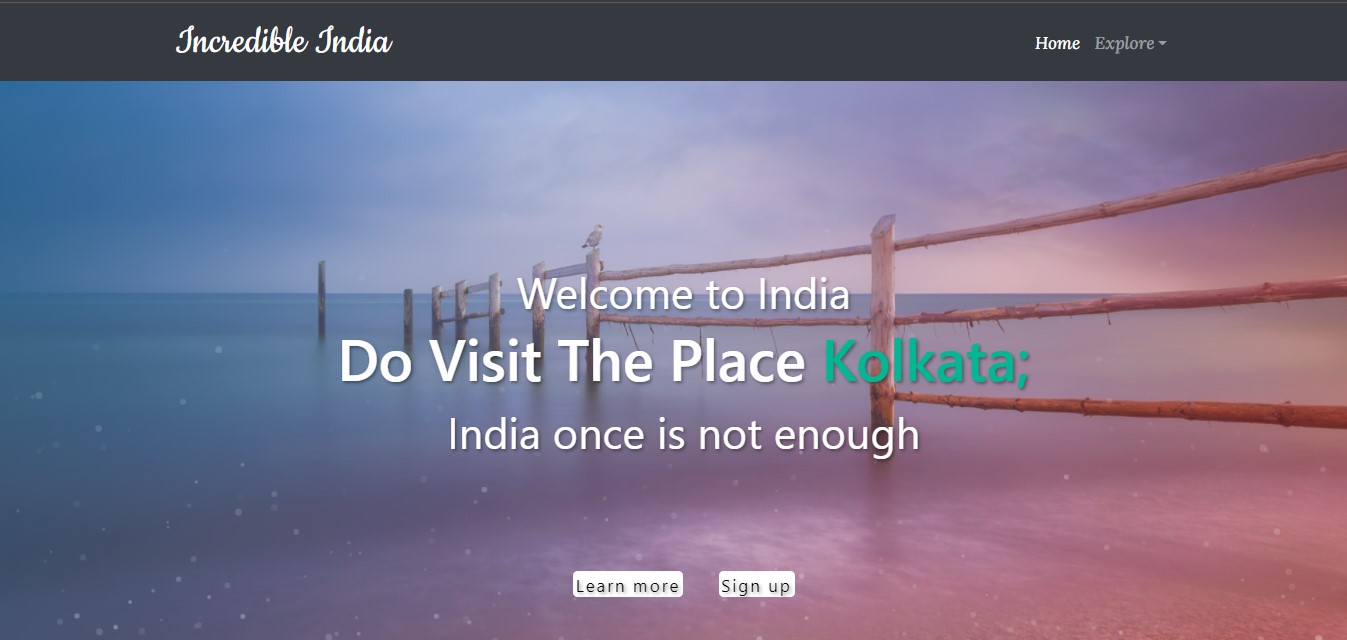 Incredible India
Home Explore
Welcome to India
Do Visit The Place Kolkata;
India once is not enough
Learn more Sign up